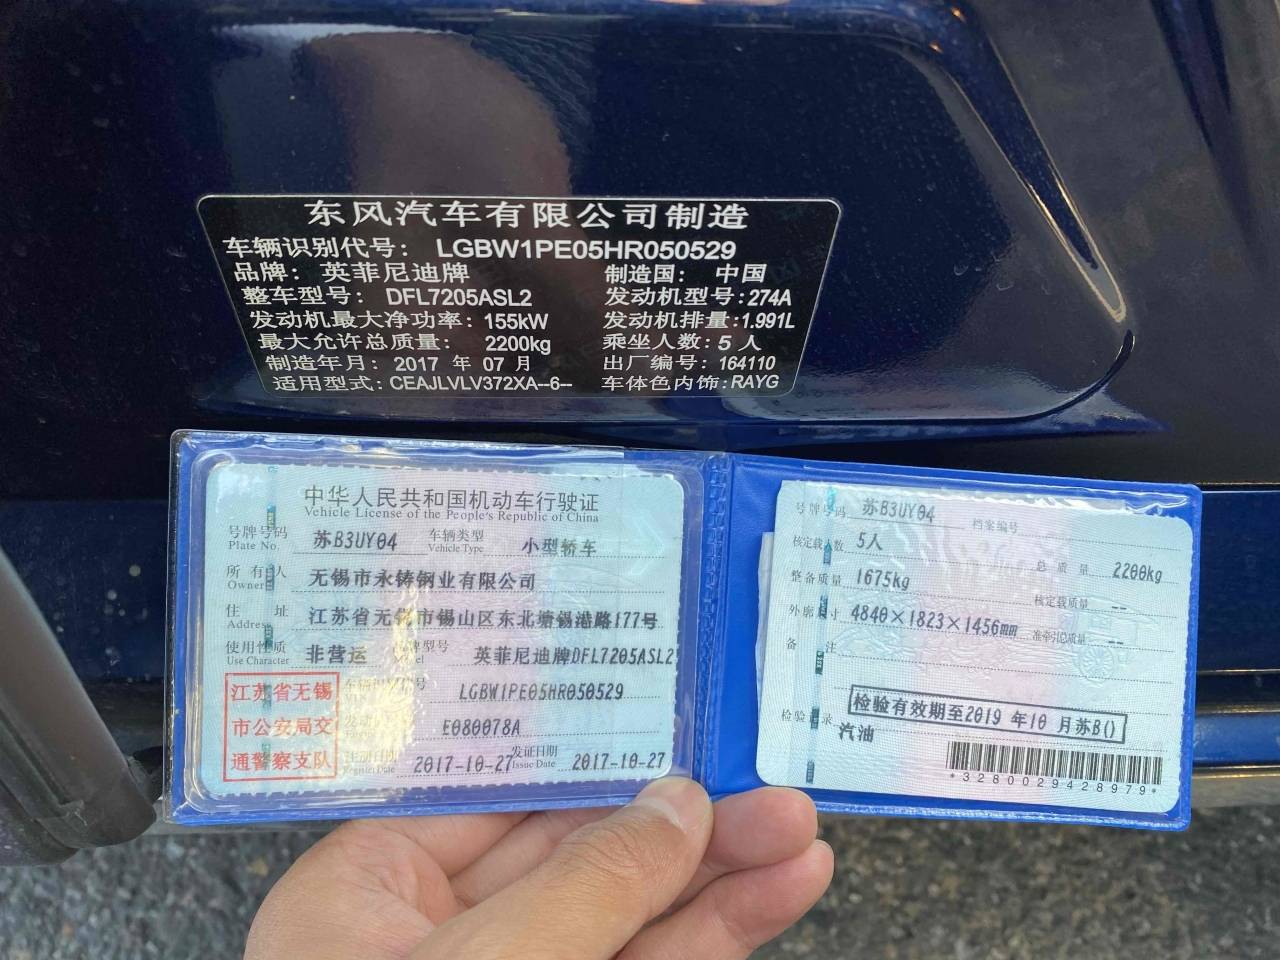 东风汽车有限公司制造
车辆识别代号: LGBW1PE05HR050529
品牌: 英菲尼迪牌 制造国: 中国
整车型号: DFL7205ASL2 发动机型号:274A
发动机最大净功率: 155kW 发动机排量:1.991L
最大允许总质量: 2200kg 乘坐人数: 5 人
制造年月: 2017 年 07 月 出厂编号: 164110
适用型式: CEAJLVLV372XA--6-- 车体色内饰: RAYG
中华人民共和国机动车行驶证
Vehicle License of the People's Republic of China
号牌号码 苏B3UY04 车辆类型 小型轿车
Plate No. Vehicle Type
所有人 无锡市永铸钢业有限公司
Owner
住址 江苏省无锡市锡山区东北塘锡港路177号
Address
使用性质 非营运 品牌型号 英菲尼迪牌DFL7205ASL2
Use Character
江苏省无锡
市公安局交
通警察支队
LGBW1PE05HR050529
E080078A
注册日期 2017-10-27 发证日期 2017-10-27
Register Date Issue Date
号牌号码 苏B3UY04 档案编号
核定载人数 5人 总质量 2200kg
整备质量 1675kg 核定载质量 --
外廓尺寸 4840×1823×1456mm 准牵引总质量 --
备注
检验有效期至2019 年10 月苏B()
检验记录 汽油
*3280029428979*